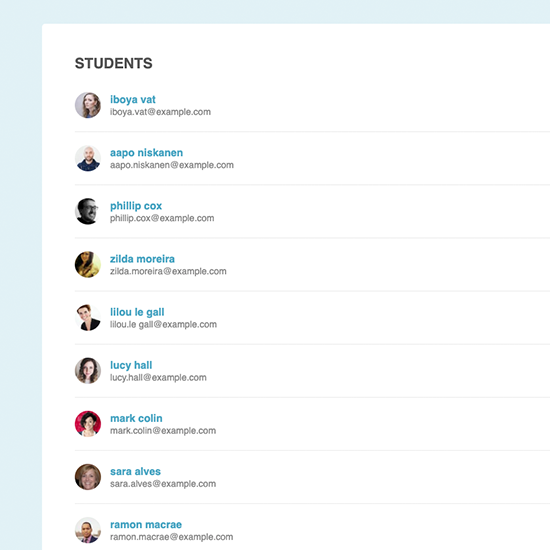 STUDENTS
iboya vat
iboya.vat@example.com
aapo niskanen
aapo.niskanen@example.com
phillip cox
phillip.cox@example.com
zilda moreira
zilda.moreira@example.com
lilou le gall
lilou.le gall@example.com
lucy hall
lucy.hall@example.com
mark colin
mark.colin@example.com
sara alves
sara.alves@example.com
ramon macrae
ramon.macrae@example.com